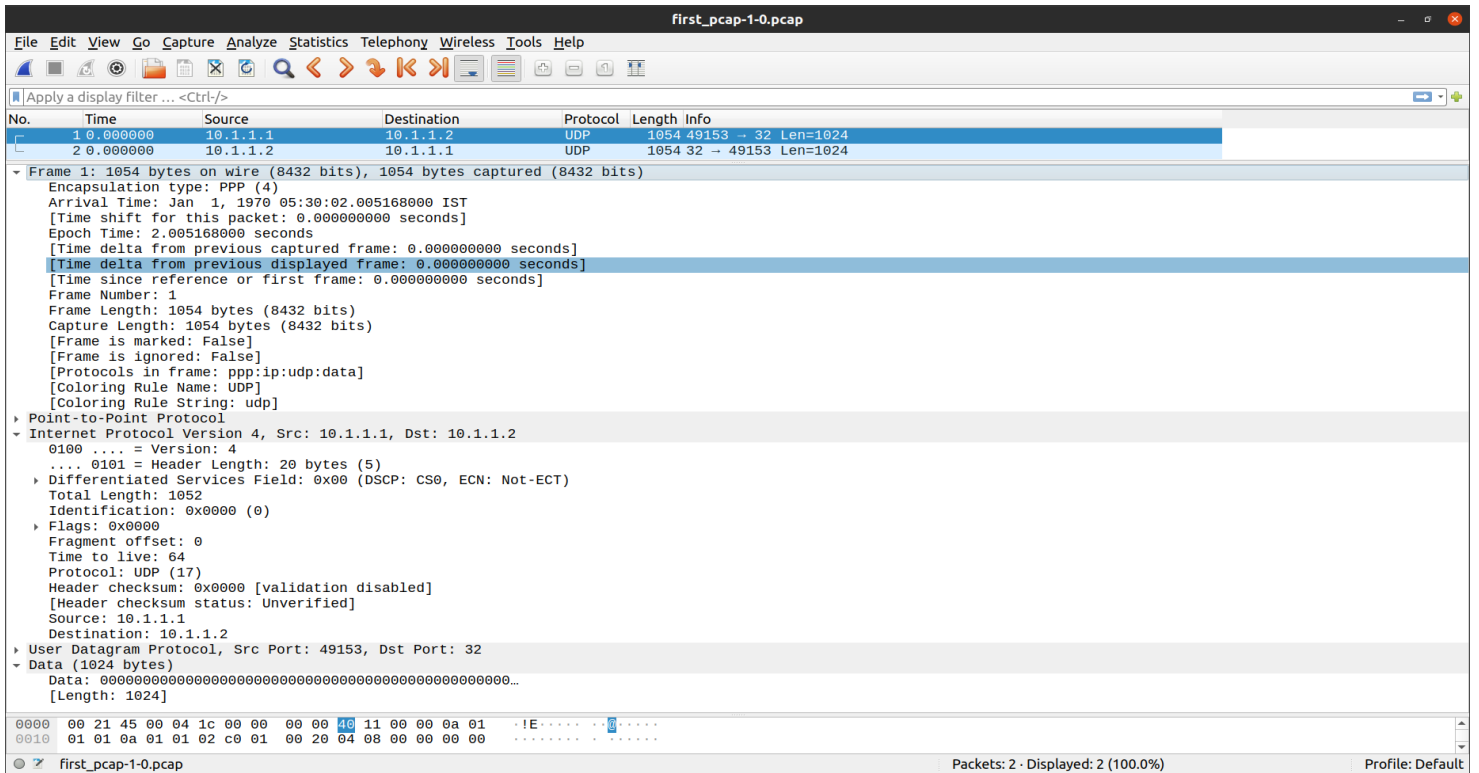 first_pcap-1-0.pcap
File Edit View Go Capture Analyze Statistics Telephony Wireless Tools Help
Apply a display filter … <Ctrl-/>
No. Time Source Destination Protocol Length Info
1 0.000000 10.1.1.1 10.1.1.2 UDP 1054 49153 → 32 Len=1024
2 0.000000 10.1.1.2 10.1.1.1 UDP 1054 32 → 49153 Len=1024
Frame 1: 1054 bytes on wire (8432 bits), 1054 bytes captured (8432 bits)
Encapsulation type: PPP (4)
Arrival Time: Jan  1, 1970 05:30:02.005168000 IST
[Time shift for this packet: 0.000000000 seconds]
Epoch Time: 2.005168000 seconds
[Time delta from previous captured frame: 0.000000000 seconds]
[Time delta from previous displayed frame: 0.000000000 seconds]
[Time since reference or first frame: 0.000000000 seconds]
Frame Number: 1
Frame Length: 1054 bytes (8432 bits)
Capture Length: 1054 bytes (8432 bits)
[Frame is marked: False]
[Frame is ignored: False]
[Protocols in frame: ppp:ip:udp:data]
[Coloring Rule Name: UDP]
[Coloring Rule String: udp]
Point-to-Point Protocol
Internet Protocol Version 4, Src: 10.1.1.1, Dst: 10.1.1.2
0100 .... = Version: 4
.... 0101 = Header Length: 20 bytes (5)
Differentiated Services Field: 0x00 (DSCP: CS0, ECN: Not-ECT)
Total Length: 1052
Identification: 0x0000 (0)
Flags: 0x0000
Fragment offset: 0
Time to live: 64
Protocol: UDP (17)
Header checksum: 0x0000 [validation disabled]
[Header checksum status: Unverified]
Source: 10.1.1.1
Destination: 10.1.1.2
User Datagram Protocol, Src Port: 49153, Dst Port: 32
Data (1024 bytes)
Data: 000000000000000000000000000000000000000000000000…
[Length: 1024]
0000 00 21 45 00 04 1c 00 00 00 00 40 11 00 00 0a 01 ·!E····· ··@·····
0010 01 01 0a 01 01 02 c0 01 00 20 04 08 00 00 00 00 ········ · ······
first_pcap-1-0.pcap Packets: 2 · Displayed: 2 (100.0%) Profile: Default